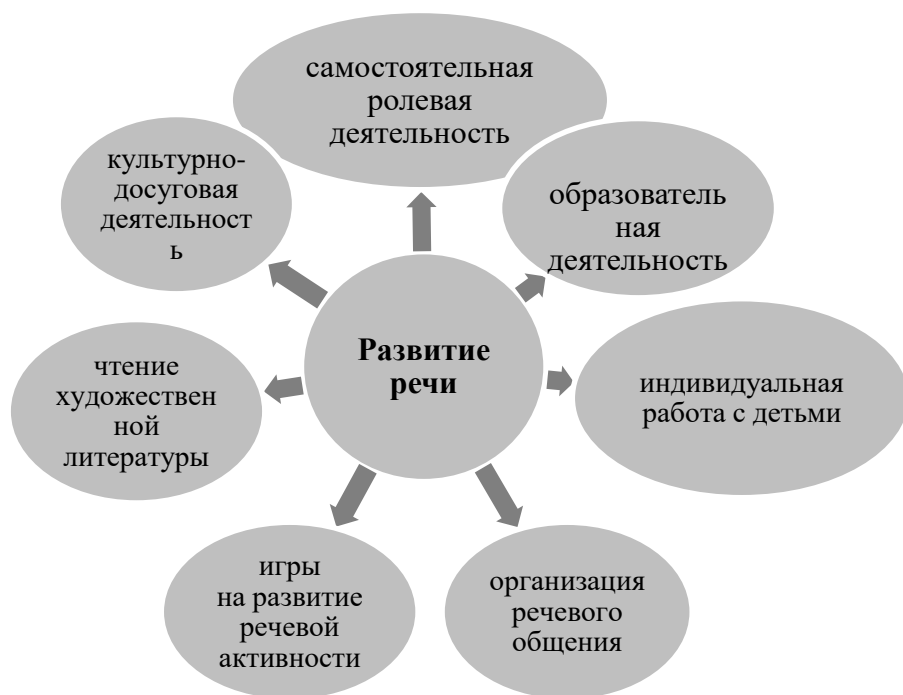 самостоятельная
ролевая
деятельность
культурно-
досуговая
деятельност
ь
образователь
ная
деятельность
Развитие
речи
чтение
художествен
ной
литературы
индивидуальная
работа с детьми
игры
на развитие
речевой
активности
организация
речевого
общения